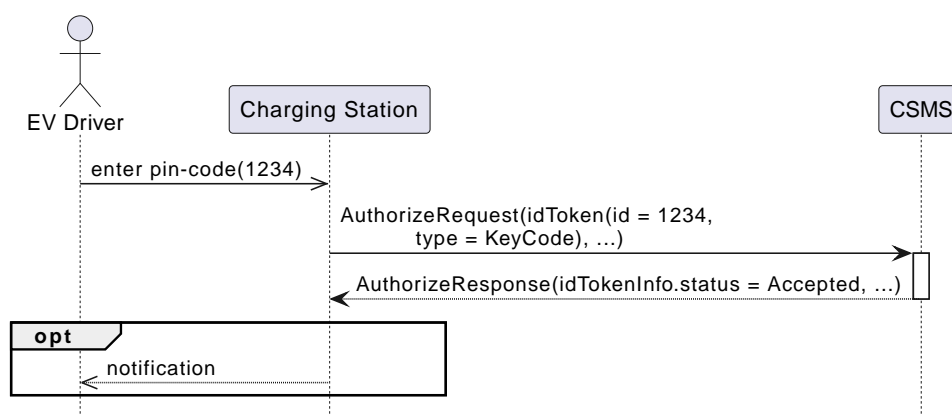 EV Driver
Charging Station
CSMS
enter pin-code(1234)
AuthorizeRequest(idToken(id = 1234,
type = KeyCode), ...)
AuthorizeResponse(idTokenInfo.status = Accepted, ...)
opt
notification